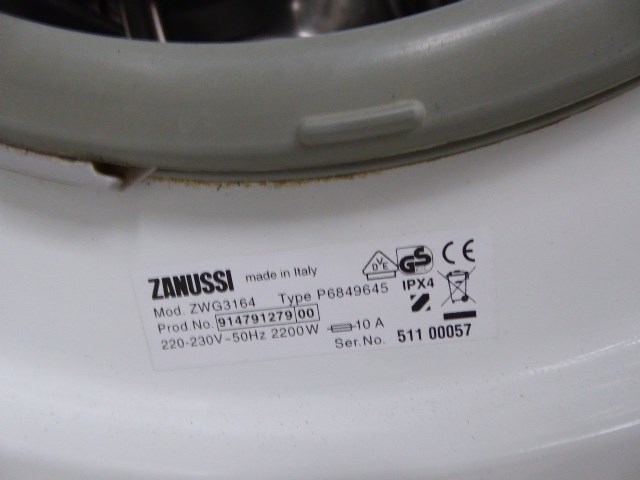 ZANUSSI made in Italy
Mod. ZWG3164 Type P6849645
Prod.No. 914791279 00
220-230V~50Hz 2200W 10 A
Ser.No. 511 00057
DVE GS CE
IPX4